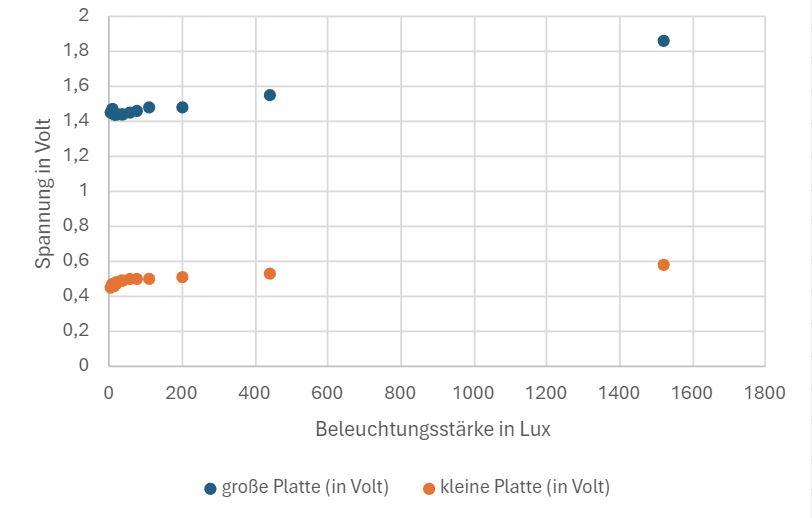 2
1,8
1,6
1,4
1,2
1
0,8
0,6
0,4
0,2
0
Spannung in Volt
0 200 400 600 800 1000 1200 1400 1600 1800
Beleuchtungsstärke in Lux
große Platte (in Volt) kleine Platte (in Volt)